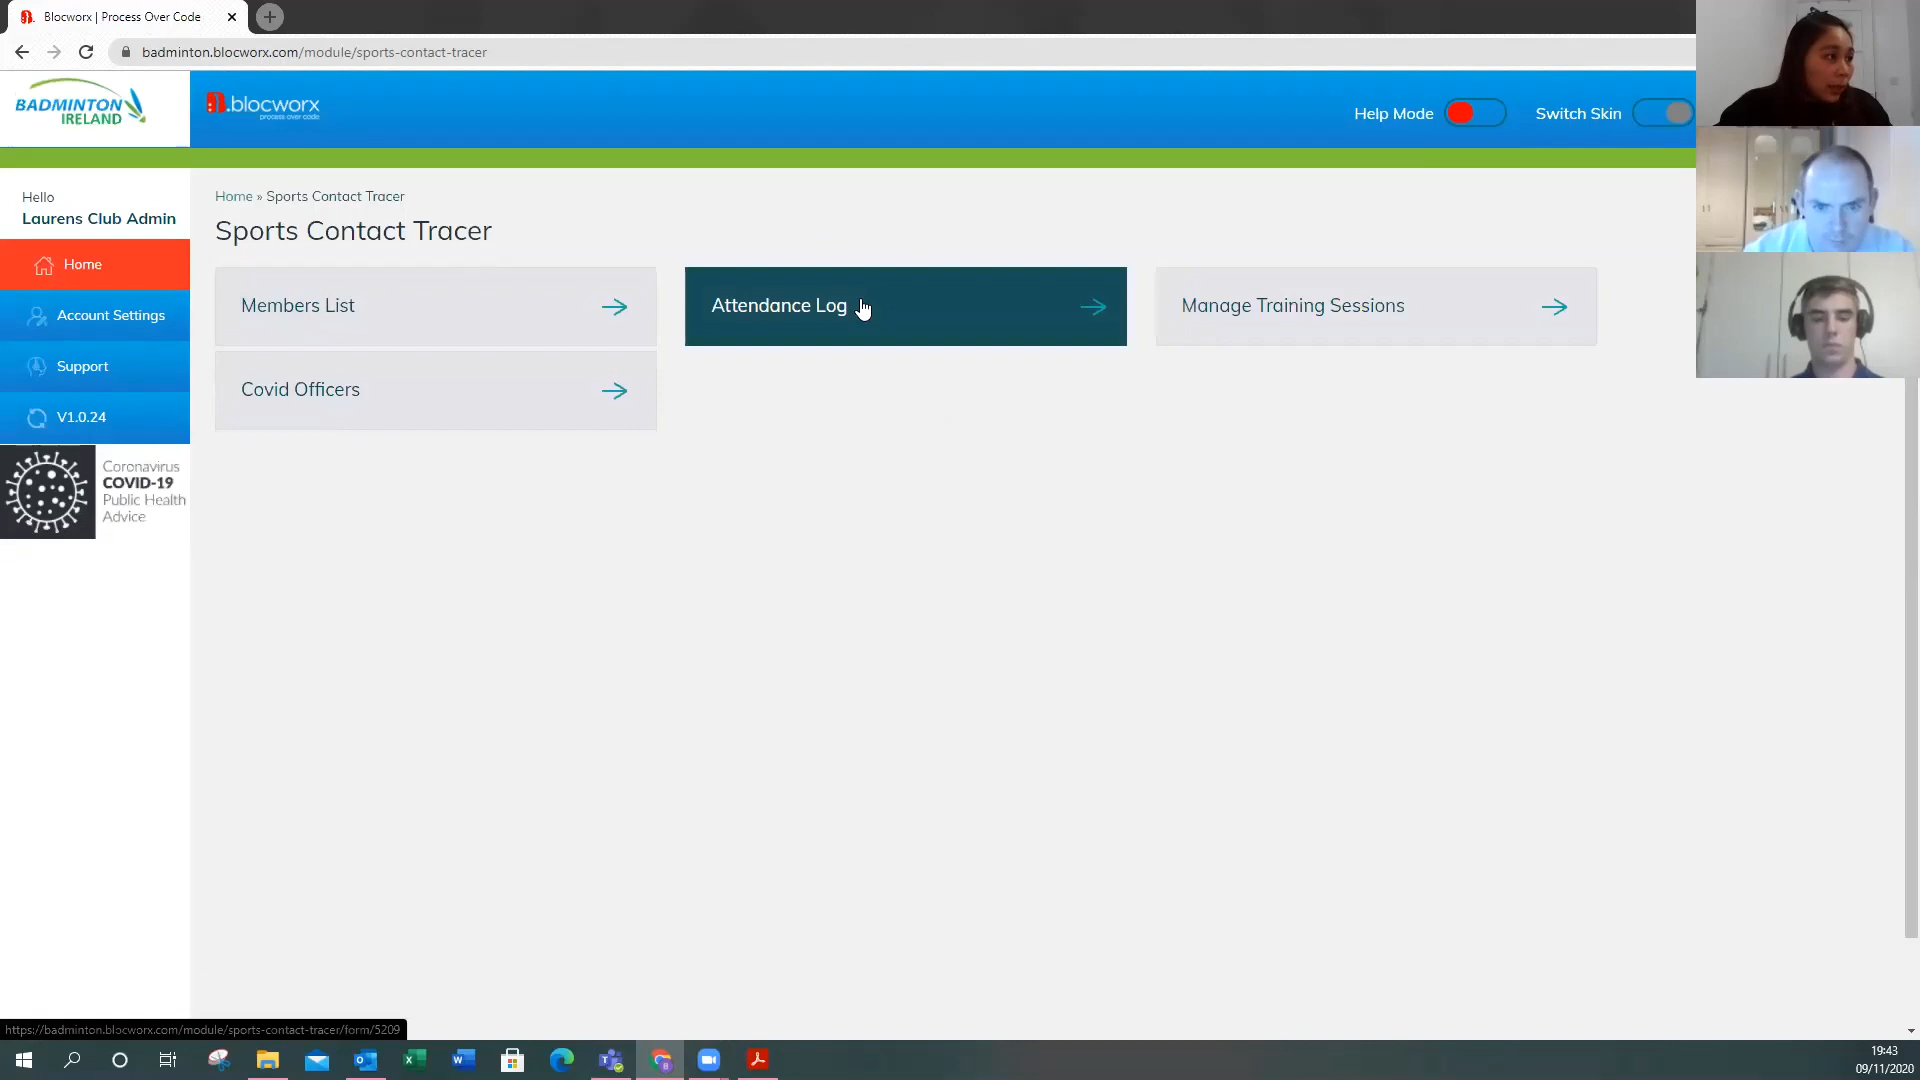 Blocworx | Process Over Code
badminton.blocworx.com/module/sports-contact-tracer
BADMINTON
IRELAND
.blocworx
process over code
Help Mode
Switch Skin
Hello
Laurens Club Admin
Home
Account Settings
Support
V1.0.24
Coronavirus
COVID-19
Public Health
Advice
Home » Sports Contact Tracer
Sports Contact Tracer
Members List
Attendance Log
Manage Training Sessions
Covid Officers
https://badminton.blocworx.com/module/sports-contact-tracer/form/5209
19:43
09/11/2020